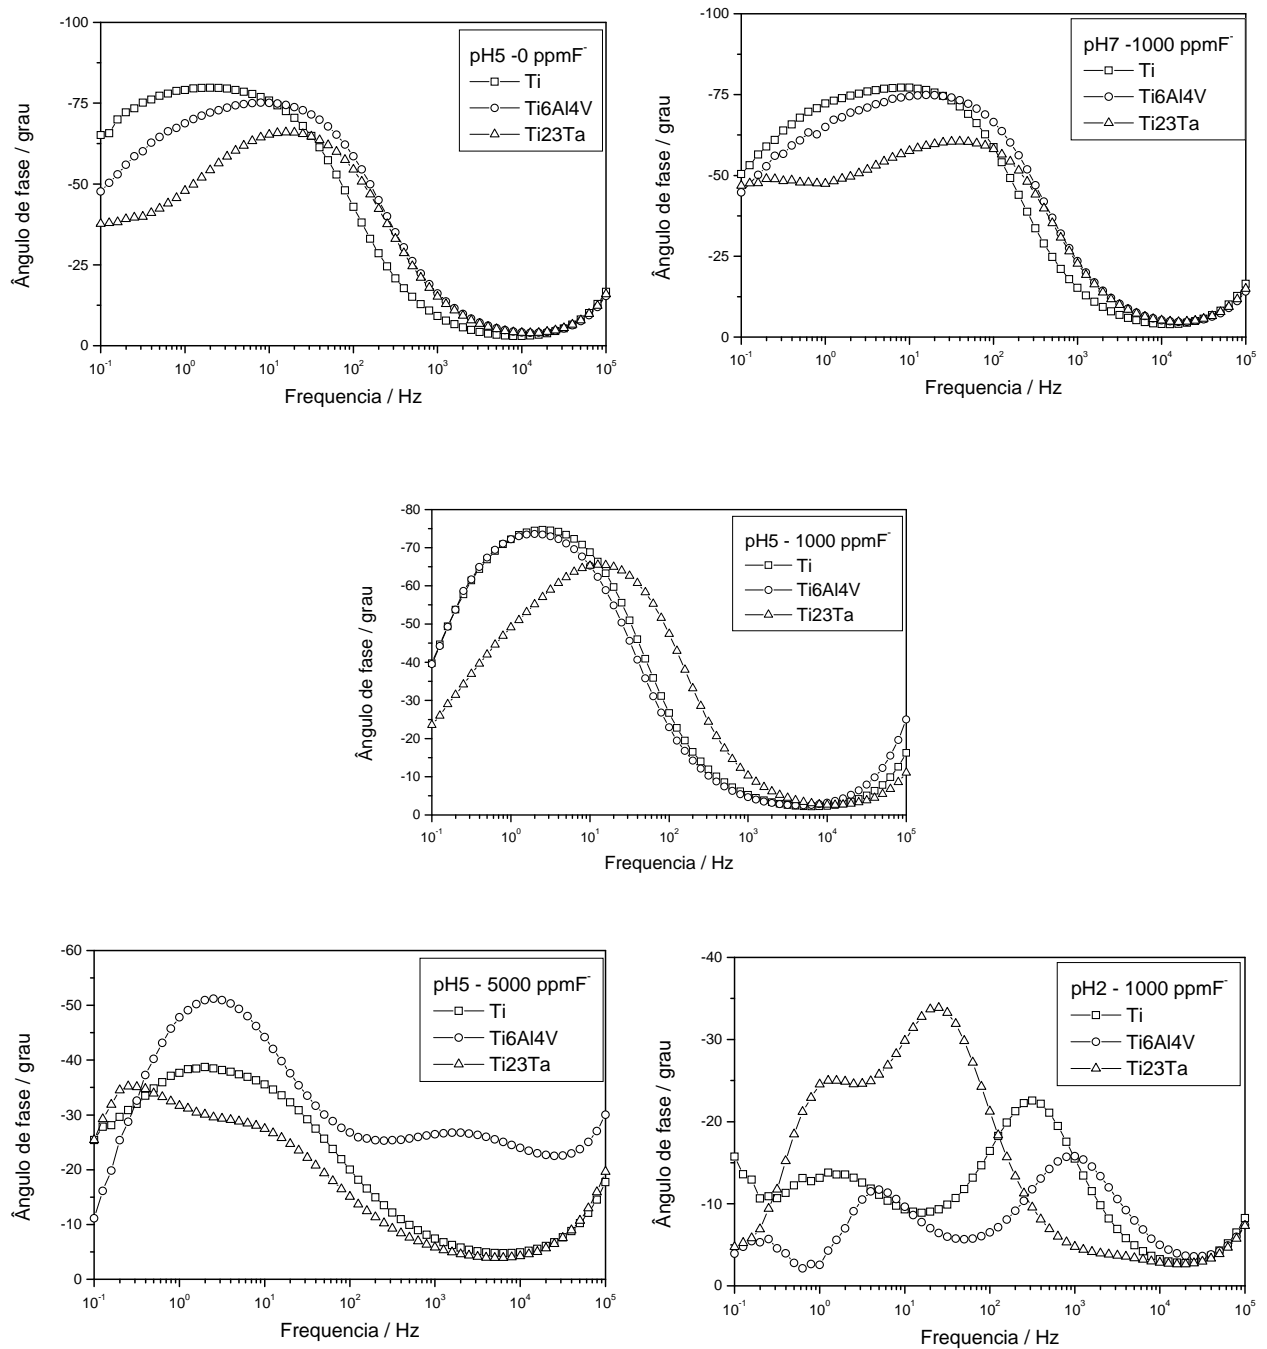 pH5 -0 ppmF⁻
Ti
Ti6Al4V
Ti23Ta
Ângulo de fase / grau
-100
-75
-50
-25
0
10⁻¹ 10⁰ 10¹ 10² 10³ 10⁴ 10⁵
Frequencia / Hz
pH7 -1000 ppmF⁻
Ti
Ti6Al4V
Ti23Ta
Ângulo de fase / grau
-100
-75
-50
-25
0
10⁻¹ 10⁰ 10¹ 10² 10³ 10⁴ 10⁵
Frequencia / Hz
pH5 - 1000 ppmF⁻
Ti
Ti6Al4V
Ti23Ta
Ângulo de fase / grau
-80
-70
-60
-50
-40
-30
-20
-10
0
10⁻¹ 10⁰ 10¹ 10² 10³ 10⁴ 10⁵
Frequencia / Hz
pH5 - 5000 ppmF⁻
Ti
Ti6Al4V
Ti23Ta
Ângulo de fase / grau
-60
-50
-40
-30
-20
-10
0
10⁻¹ 10⁰ 10¹ 10² 10³ 10⁴ 10⁵
Frequencia / Hz
pH2 - 1000 ppmF⁻
Ti
Ti6Al4V
Ti23Ta
Ângulo de fase / grau
-40
-30
-20
-10
0
10⁻¹ 10⁰ 10¹ 10² 10³ 10⁴ 10⁵
Frequencia / Hz